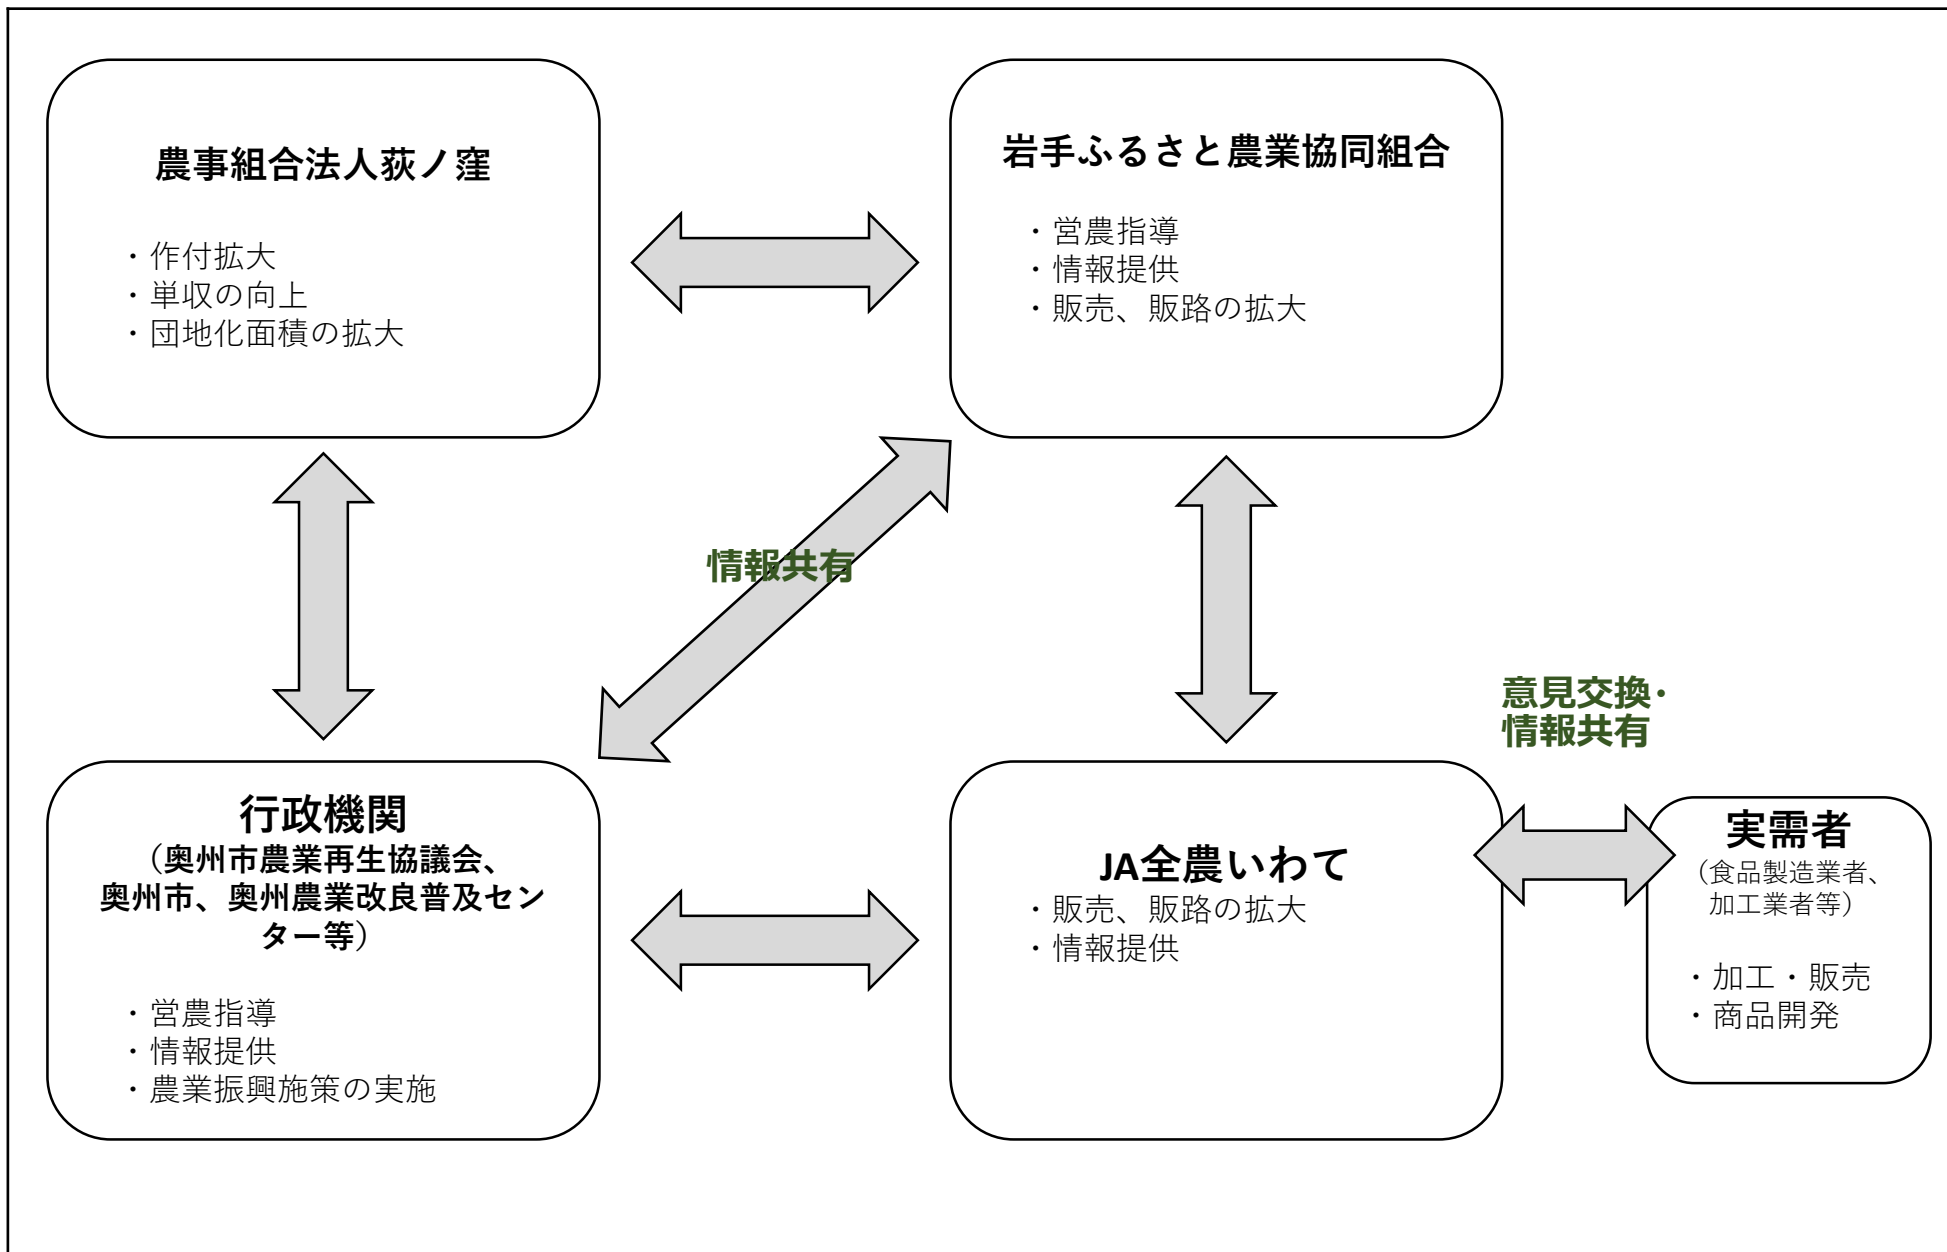 農事組合法人荻ノ窪
・作付拡大
・単収の向上
・団地化面積の拡大
岩手ふるさと農業協同組合
・営農指導
・情報提供
・販売、販路の拡大
情報共有
意見交換・
情報共有
行政機関
（奥州市農業再生協議会、
奥州市、奥州農業改良普及セン
ター等）
・営農指導
・情報提供
・農業振興施策の実施
JA全農いわて
・販売、販路の拡大
・情報提供
実需者
（食品製造業者、
加工業者等）
・加工・販売
・商品開発